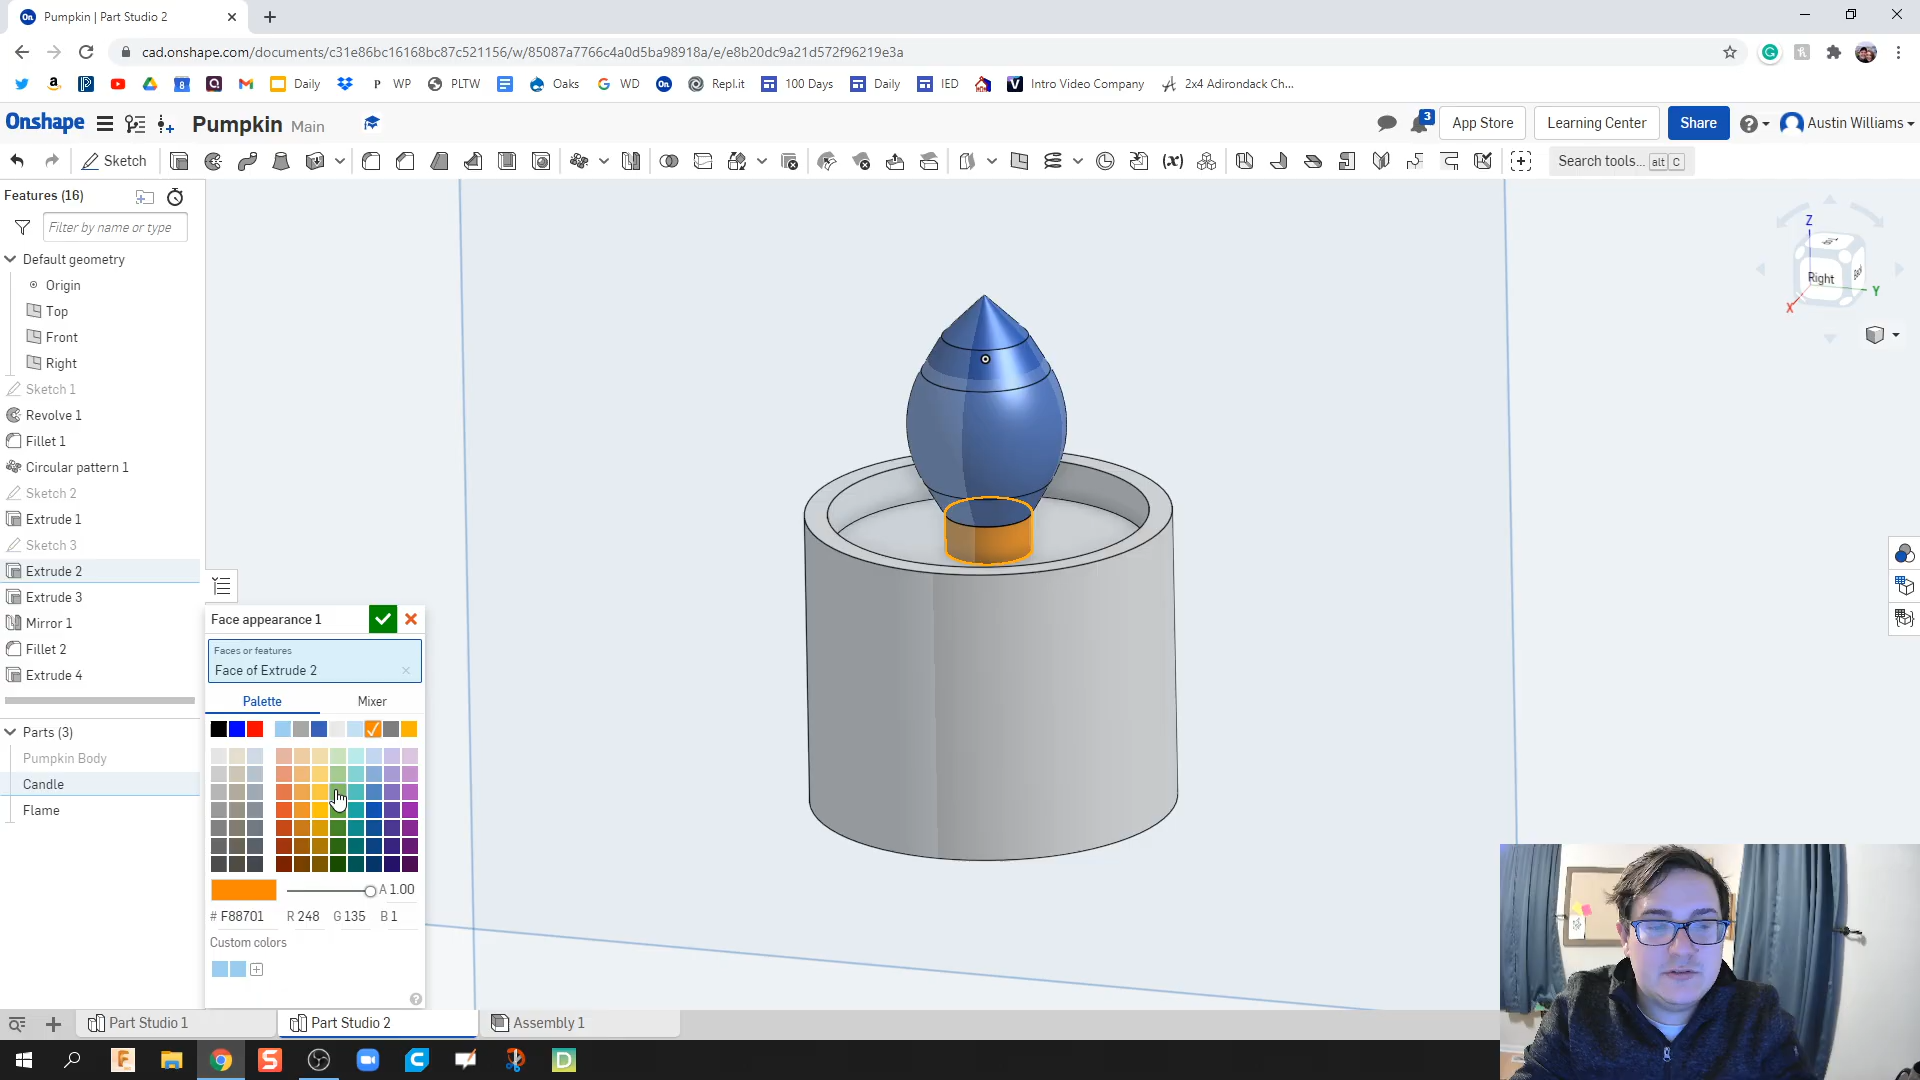 Pumpkin | Part Studio 2
cad.onshape.com/documents/c31e86bc16168bc87c521156/w/85087a7766c4a0d5ba98918a/e/e8b20dc9a21d572f96219e3a
Daily
P WP
PLTW
Oaks
WD
Repl.it
100 Days
Daily
IED
Intro Video Company
2x4 Adirondack Ch...
Onshape
Pumpkin Main
3
App Store
Learning Center
Share
Austin Williams
Sketch
Search tools... alt C
Features (16)
Filter by name or type
Default geometry
Origin
Top
Front
Right
Sketch 1
Revolve 1
Fillet 1
Circular pattern 1
Sketch 2
Extrude 1
Sketch 3
Extrude 2
Extrude 3
Mirror 1
Fillet 2
Extrude 4
Parts (3)
Pumpkin Body
Candle
Flame
Face appearance 1
Faces or features
Face of Extrude 2
Palette
Mixer
A 1.00
# F88701 R 248 G 135 B 1
Custom colors
Z
Right
Back
Y
X
Part Studio 1
Part Studio 2
Assembly 1